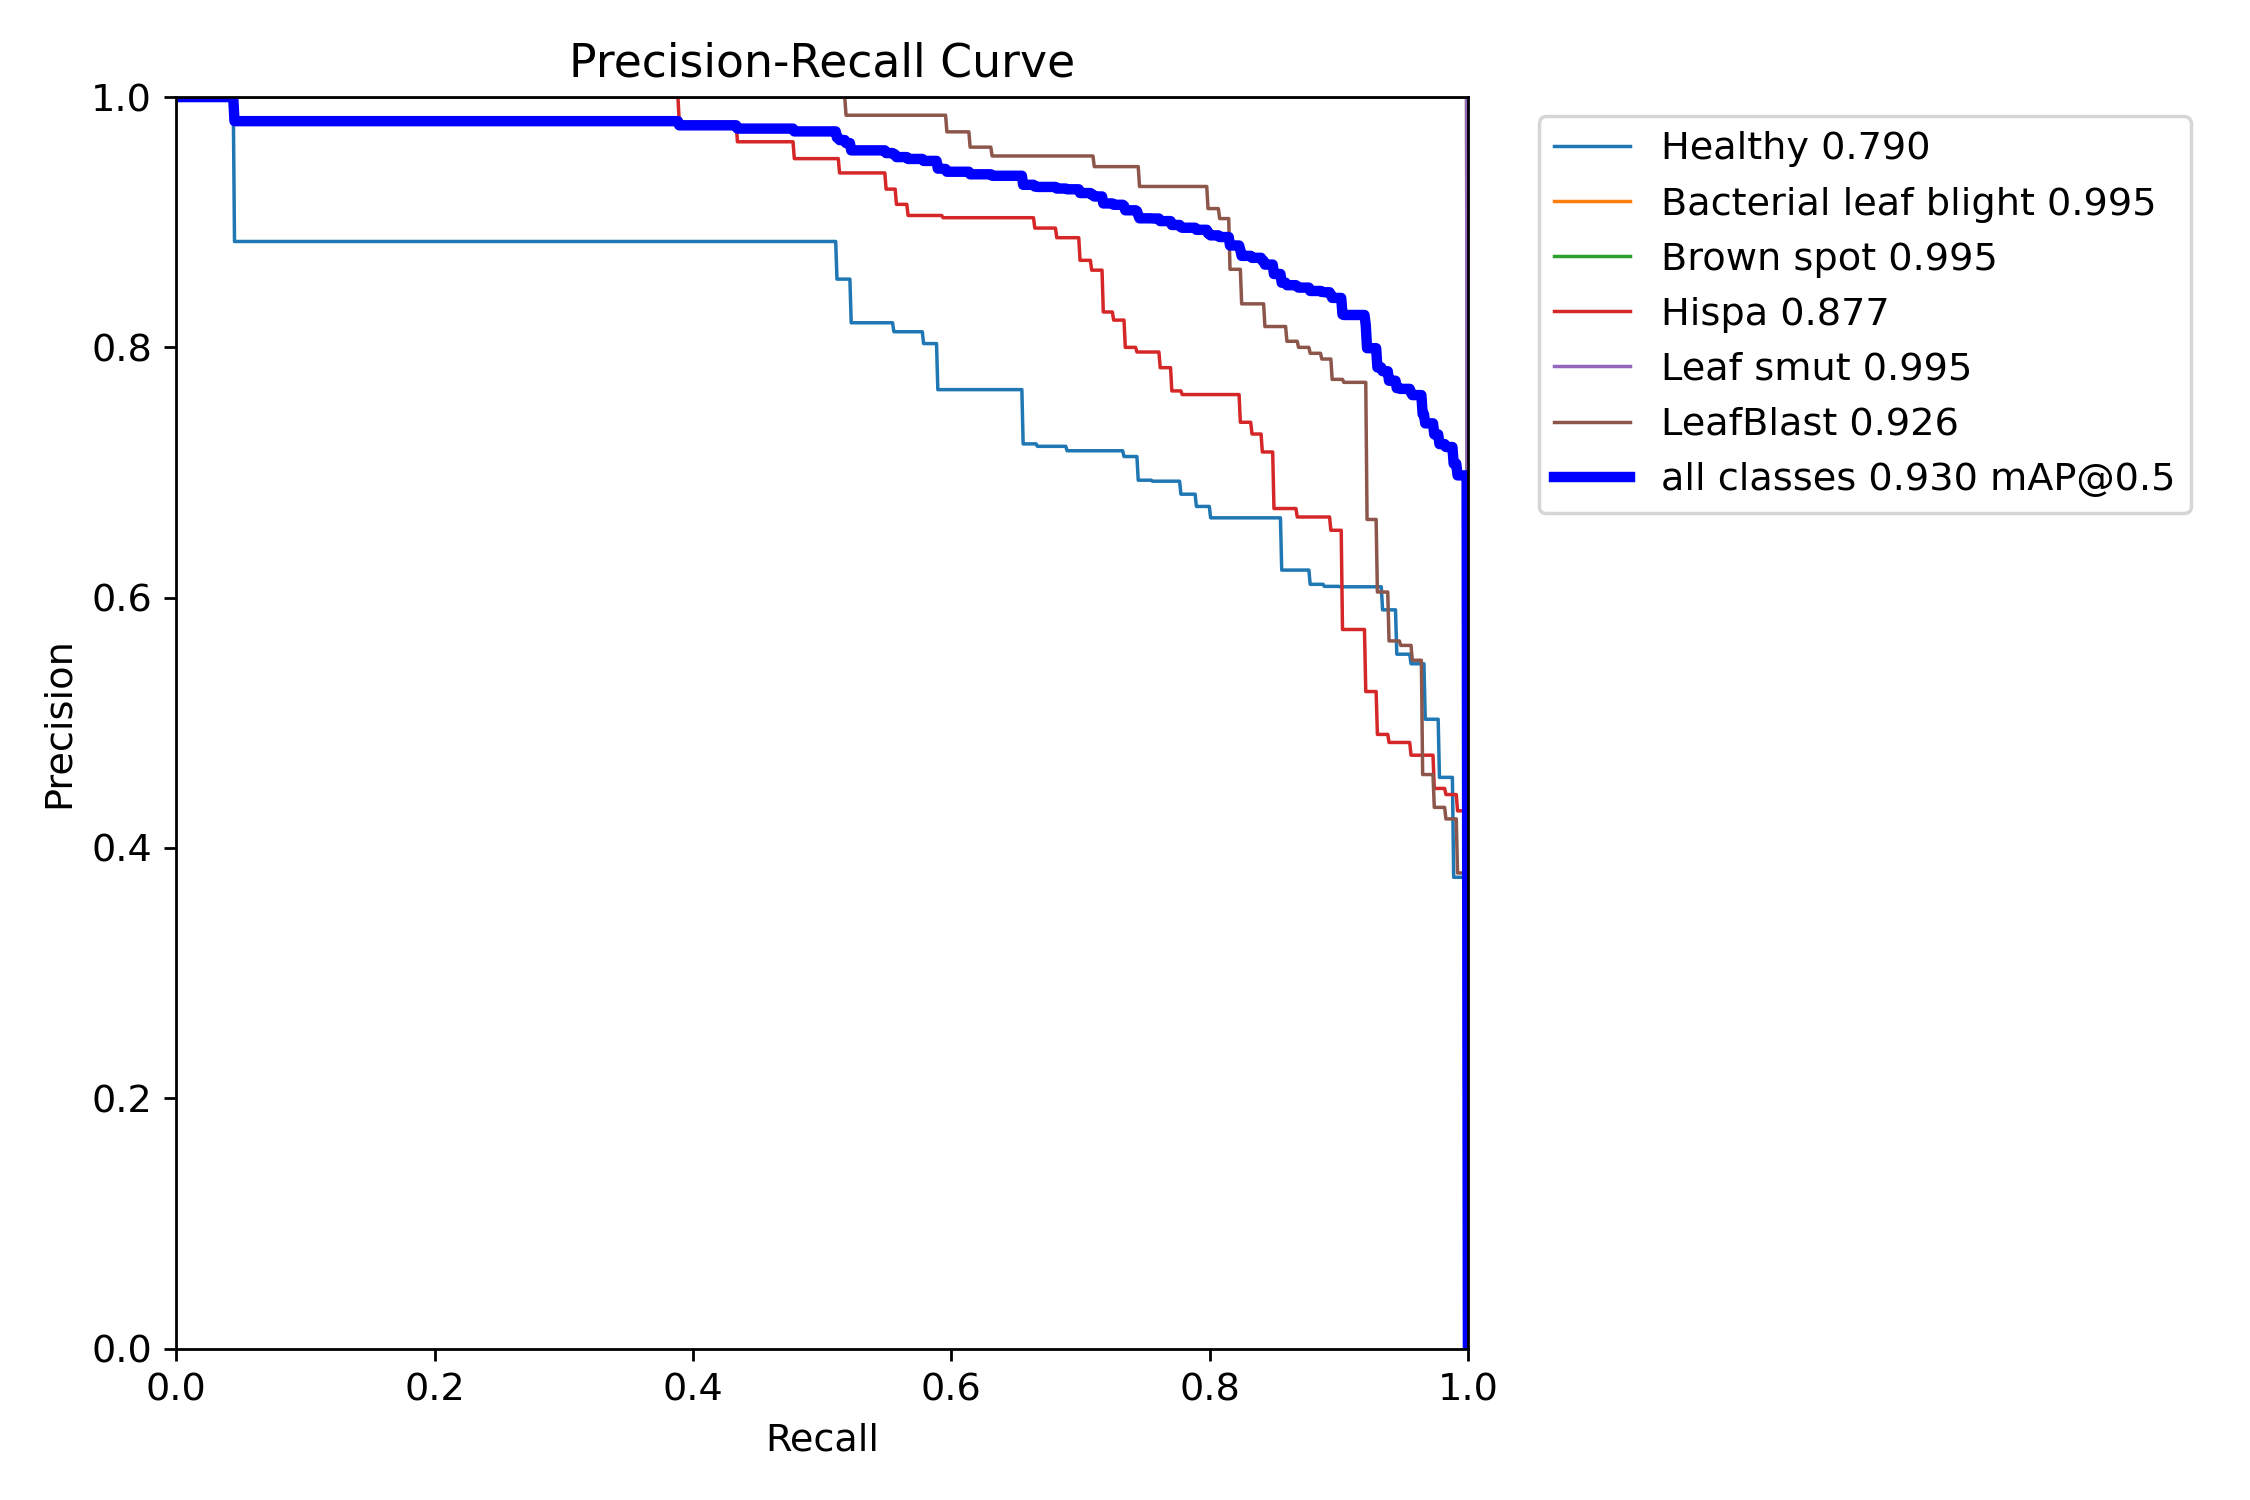 Precision-Recall Curve
1.0
0.8
0.6
0.4
0.2
0.0
Precision
0.0 0.2 0.4 0.6 0.8 1.0
Recall
Healthy 0.790
Bacterial leaf blight 0.995
Brown spot 0.995
Hispa 0.877
Leaf smut 0.995
LeafBlast 0.926
all classes 0.930 mAP@0.5